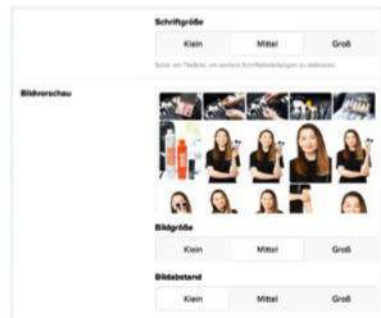 Schriftgröße
Klein Mittel Groß
Bildvorschau
Bildgröße
Klein Mittel Groß
Bildabstand
Klein Mittel Groß